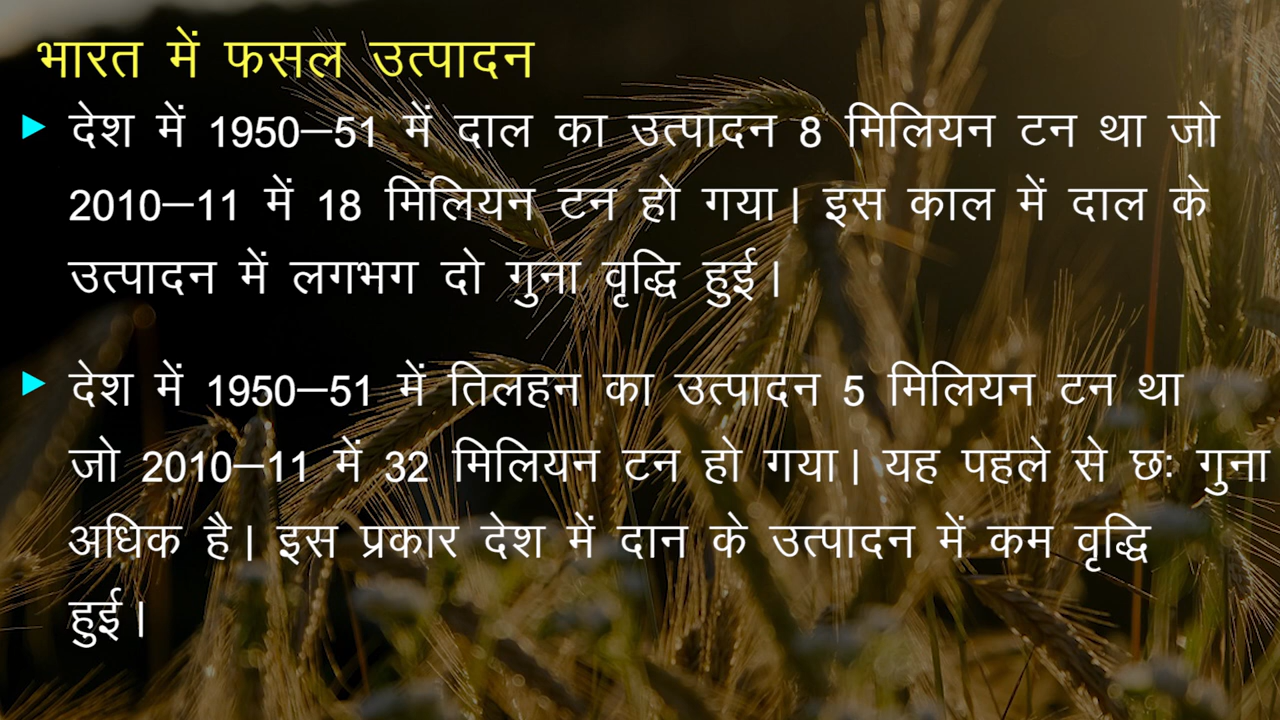 भारत में फसल उत्पादन
देश में 1950–51 में दाल का उत्पादन 8 मिलियन टन था जो
2010–11 में 18 मिलियन टन हो गया। इस काल में दाल के
उत्पादन में लगभग दो गुना वृद्धि हुई।
देश में 1950–51 में तिलहन का उत्पादन 5 मिलियन टन था
जो 2010–11 में 32 मिलियन टन हो गया। यह पहले से छः गुना
अधिक है। इस प्रकार देश में दान के उत्पादन में कम वृद्धि
हुई।